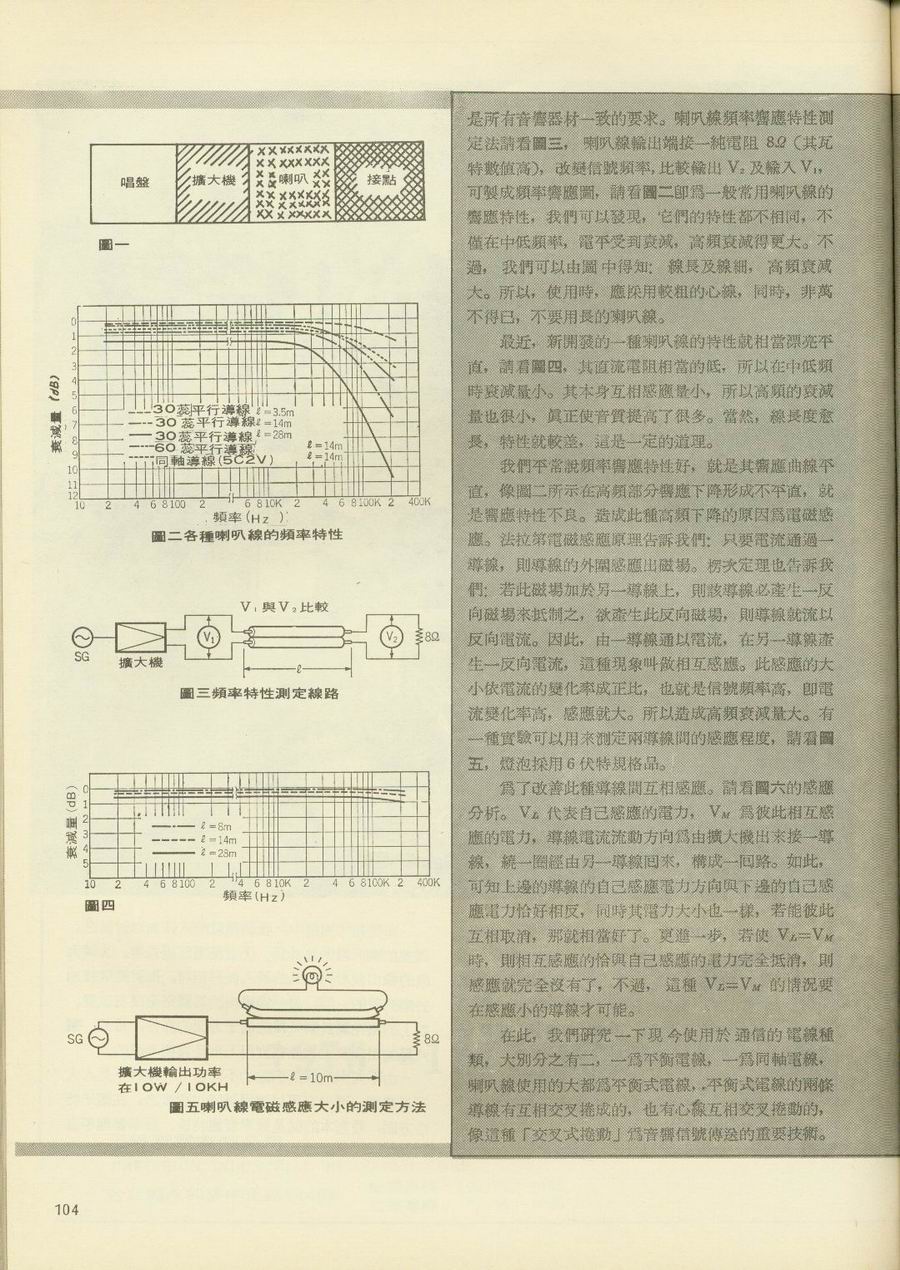 唱盤 擴大機 喇叭 接點
圖一
衰減量 (dB)
0
1
2
3
4
5
6
7
8
9
10
11
12
30蕊平行導線 ℓ=3.5m
30蕊平行導線 ℓ=14m
30蕊平行導線 ℓ=28m
60蕊平行導線 ℓ=14m
同軸導線(5C2V) ℓ=14m
10 2 4 6 8100 2 6 810K 2 4 6 8100K 2 400K
頻率(Hz)
圖二各種喇叭線的頻率特性
V₁與V₂比較
SG 擴大機 V₁ V₂ 8Ω
ℓ
圖三頻率特性測定線路
衰減量(dB)
0
1
2
3
4
5
ℓ=8m
ℓ=14m
ℓ=28m
10 2 4 6 8100 2 4 6 810K 2 4 6 8100K 2 400K
頻率(Hz)
圖四
SG 8Ω
擴大機輸出功率
在10W/10KH
ℓ=10m
圖五喇叭線電磁感應大小的測定方法
是所有音響器材一致的要求。喇叭線頻率響應特性測
定法請看圖三，喇叭線輸出端接一純電阻 8Ω（其瓦
特數值高），改變信號頻率，比較輸出 V₂ 及輸入 V₁，
可製成頻率響應圖，請看圖二即爲一般常用喇叭線的
響應特性，我們可以發現，它們的特性都不相同，不
僅在中低頻率，電平受到衰減，高頻衰減得更大。不
過，我們可以由圖中得知：線長及線細，高頻衰減
大。所以，使用時，應採用較粗的心線，同時，非萬
不得已，不要用長的喇叭線。
最近，新開發的一種喇叭線的特性就相當漂亮平
直，請看圖四，其直流電阻相當的低，所以在中低頻
時衰減量小。其本身互相感應量小，所以高頻的衰減
量也很小，眞正使音質提高了很多。當然，線長度愈
長，特性就較差，這是一定的道理。
我們平常說頻率響應特性好，就是其響應曲線平
直，像圖二所示在高頻部分響應下降形成不平直，就
是響應特性不良。造成此種高頻下降的原因爲電磁感
應。法拉第電磁感應原理告訴我們：只要電流通過一
導線，則導線的外圍感應出磁場。楞次定理也告訴我
們：若此磁場加於另一導線上，則該導線必產生一反
向磁場來抵制之，欲產生此反向磁場，則導線就流以
反向電流。因此，由一導線通以電流，在另一導線產
生一反向電流，這種現象叫做相互感應。此感應的大
小依電流的變化率成正比，也就是信號頻率高，卽電
流變化率高，感應就大。所以造成高頻衰減量大。有
一種實驗可以用來測定兩導線間的感應程度，請看圖
五，燈泡採用 6 伏特規格品。
爲了改善此種導線間互相感應。請看圖六的感應
分析。VL 代表自己感應的電力，VM 爲彼此相互感
應的電力，導線電流流動方向爲由擴大機出來接一導
線，繞一圈經由另一導線回來，構成一回路。如此，
可知上邊的導線的自己感應電力方向與下邊的自己感
應電力恰好相反，同時其電力大小也一樣，若能彼此
互相取消，那就相當好了。更進一步，若使 VL=VM
時，則相互感應的恰與自己感應的電力完全抵消，則
感應就完全沒有了，不過，這種 VL=VM 的情況要
在感應小的導線才可能。
在此，我們研究一下現今使用於通信的電線種
類，大別分之有二，一爲平衡電線，一爲同軸電線，
喇叭線使用的大都爲平衡式電線，平衡式電線的兩條
導線有互相交叉捲成的，也有心線互相交叉捲動的，
像這種「交叉式捲動」爲音響信號傳送的重要技術。
104